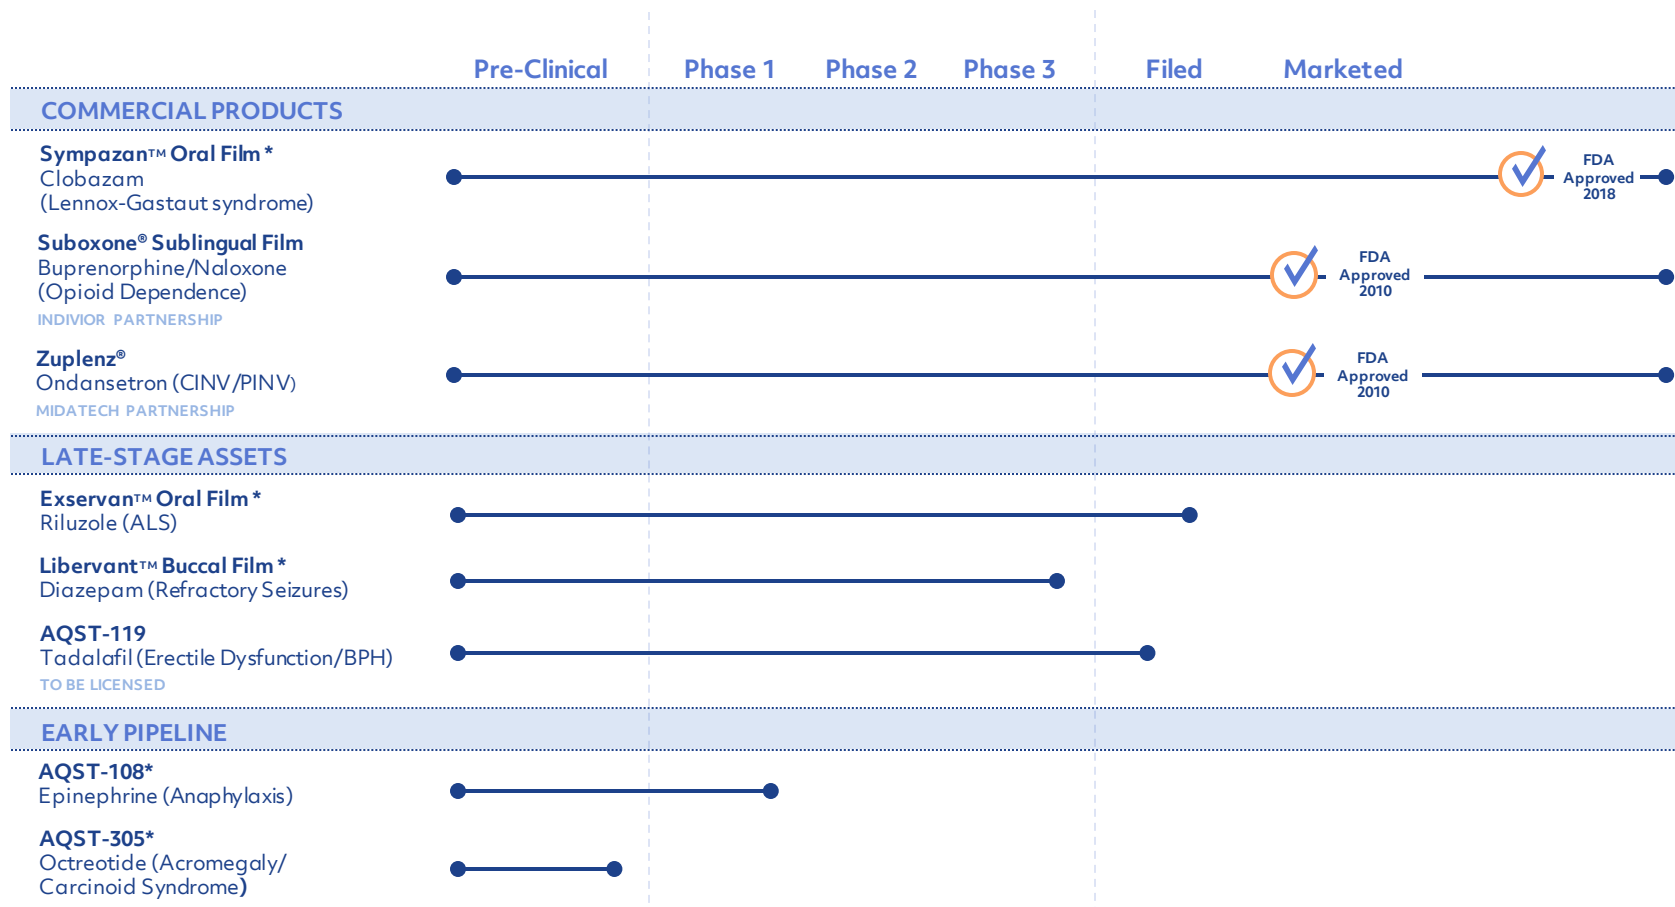 Pre-Clinical Phase 1 Phase 2 Phase 3 Filed Marketed
COMMERCIAL PRODUCTS
Sympazan™ Oral Film *
Clobazam
(Lennox-Gastaut syndrome)
FDA
Approved
2018
Suboxone® Sublingual Film
Buprenorphine/Naloxone
(Opioid Dependence)
INDIVIOR PARTNERSHIP
FDA
Approved
2010
Zuplenz®
Ondansetron (CINV/PINV)
MIDATECH PARTNERSHIP
FDA
Approved
2010
LATE-STAGE ASSETS
Exservan™ Oral Film *
Riluzole (ALS)
Libervant™ Buccal Film *
Diazepam (Refractory Seizures)
AQST-119
Tadalafil (Erectile Dysfunction/BPH)
TO BE LICENSED
EARLY PIPELINE
AQST-108*
Epinephrine (Anaphylaxis)
AQST-305*
Octreotide (Acromegaly/
Carcinoid Syndrome)